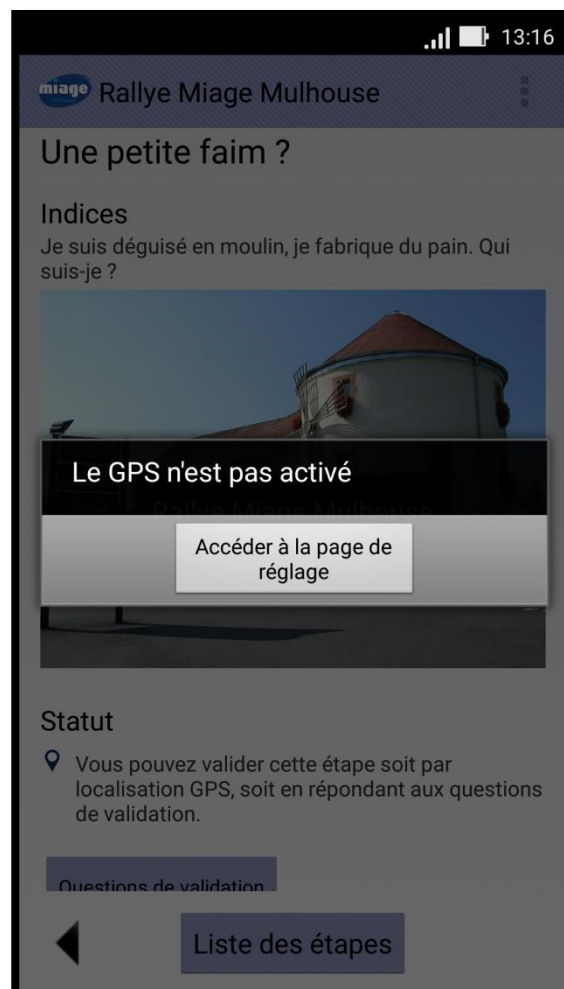 13:16
miage Rallye Miage Mulhouse
Une petite faim ?
Indices
Je suis déguisé en moulin, je fabrique du pain. Qui
suis-je ?
Le GPS n'est pas activé
Rallye Miage Mulhouse
Accéder à la page de
réglage
Statut
Vous pouvez valider cette étape soit par
localisation GPS, soit en répondant aux questions
de validation.
Questions de validation
Liste des étapes